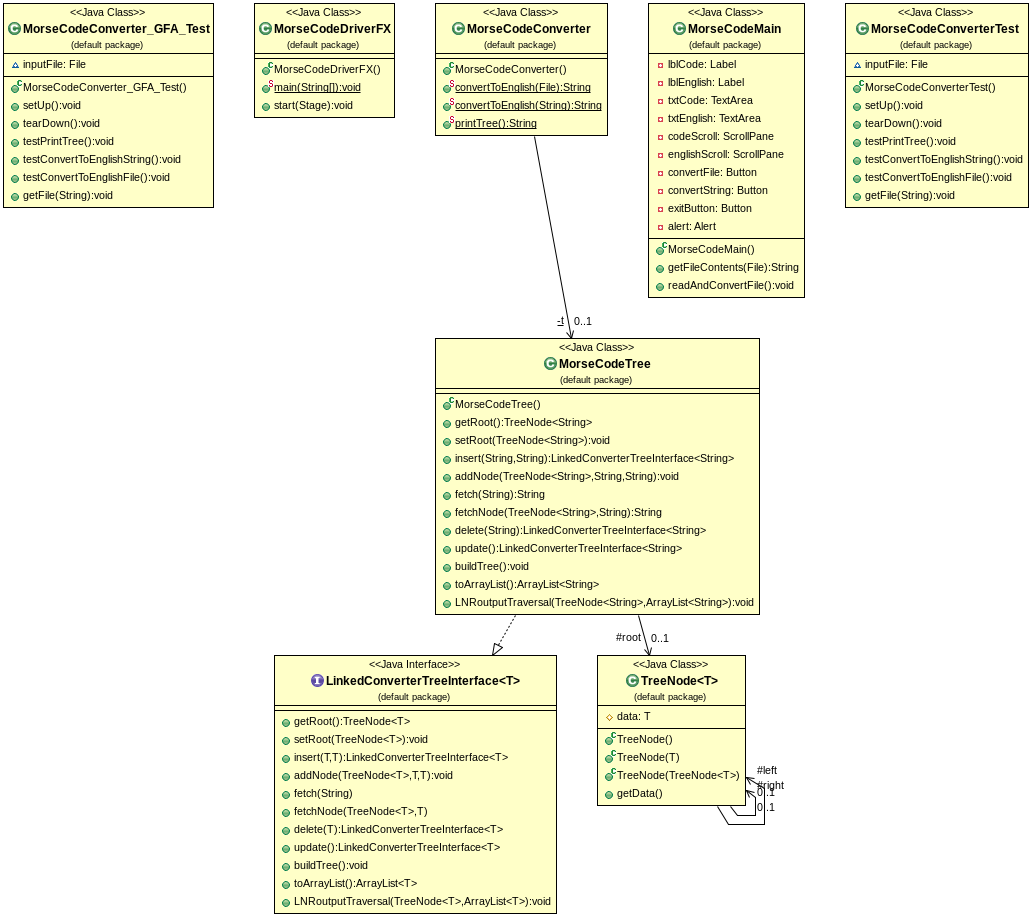 <<Java Class>>
MorseCodeConverter_GFA_Test
(default package)
inputFile: File
MorseCodeConverter_GFA_Test()
setUp():void
tearDown():void
testPrintTree():void
testConvertToEnglishString():void
testConvertToEnglishFile():void
getFile(String):void
<<Java Class>>
MorseCodeDriverFX
(default package)
MorseCodeDriverFX()
main(String[]):void
start(Stage):void
<<Java Class>>
MorseCodeConverter
(default package)
MorseCodeConverter()
convertToEnglish(File):String
convertToEnglish(String):String
printTree():String
<<Java Class>>
MorseCodeMain
(default package)
lblCode: Label
lblEnglish: Label
txtCode: TextArea
txtEnglish: TextArea
codeScroll: ScrollPane
englishScroll: ScrollPane
convertFile: Button
convertString: Button
exitButton: Button
alert: Alert
MorseCodeMain()
getFileContents(File):String
readAndConvertFile():void
<<Java Class>>
MorseCodeConverterTest
(default package)
inputFile: File
MorseCodeConverterTest()
setUp():void
tearDown():void
testPrintTree():void
testConvertToEnglishString():void
testConvertToEnglishFile():void
getFile(String):void
-t 0..1
<<Java Class>>
MorseCodeTree
(default package)
MorseCodeTree()
getRoot():TreeNode<String>
setRoot(TreeNode<String>):void
insert(String,String):LinkedConverterTreeInterface<String>
addNode(TreeNode<String>,String,String):void
fetch(String):String
fetchNode(TreeNode<String>,String):String
delete(String):LinkedConverterTreeInterface<String>
update():LinkedConverterTreeInterface<String>
buildTree():void
toArrayList():ArrayList<String>
LNRoutputTraversal(TreeNode<String>,ArrayList<String>):void
#root 0..1
<<Java Interface>>
LinkedConverterTreeInterface<T>
(default package)
getRoot():TreeNode<T>
setRoot(TreeNode<T>):void
insert(T,T):LinkedConverterTreeInterface<T>
addNode(TreeNode<T>,T,T):void
fetch(String)
fetchNode(TreeNode<T>,T)
delete(T):LinkedConverterTreeInterface<T>
update():LinkedConverterTreeInterface<T>
buildTree():void
toArrayList():ArrayList<T>
LNRoutputTraversal(TreeNode<T>,ArrayList<T>):void
<<Java Class>>
TreeNode<T>
(default package)
data: T
TreeNode()
TreeNode(T)
TreeNode(TreeNode<T>)
getData()
#left
#right
0..1
0..1